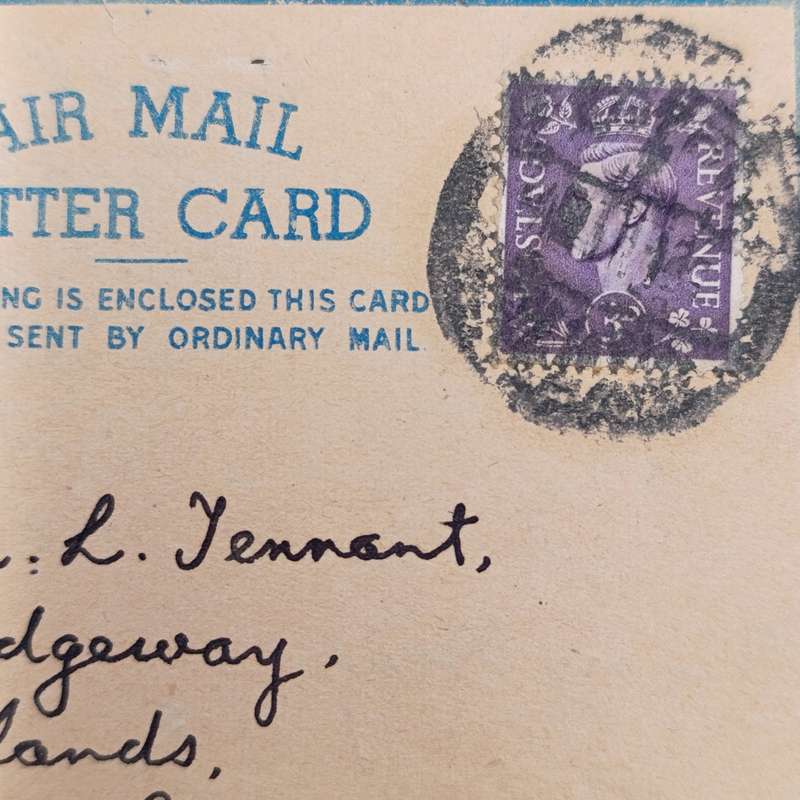 AIR MAIL
TTER CARD
NG IS ENCLOSED THIS CARD
SENT BY ORDINARY MAIL
POSTAGE
REVENUE
L. Tennant,
dgeway,
lands,